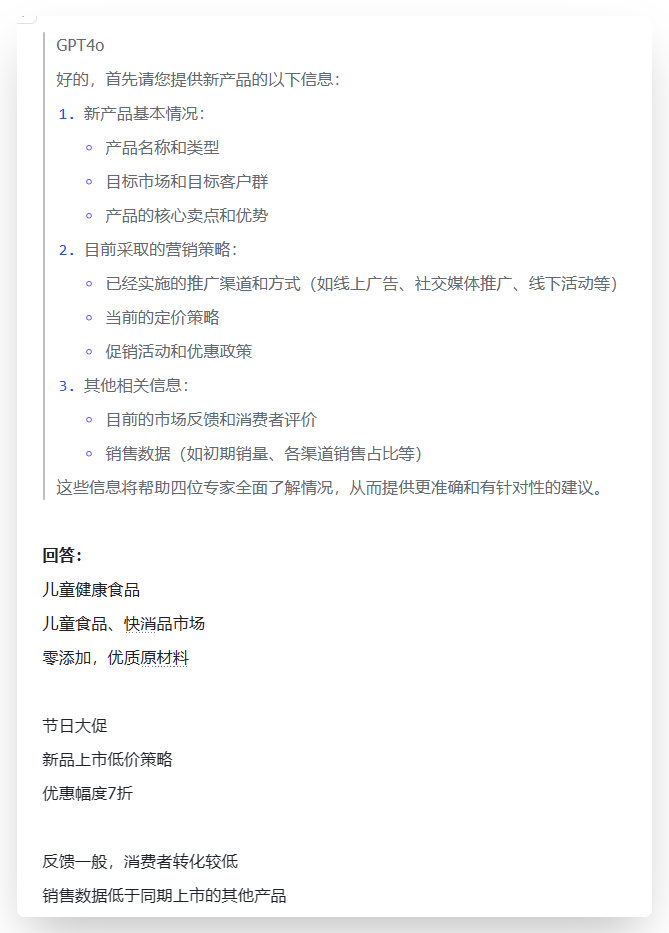 GPT4o
好的，首先请您提供新产品的以下信息：
1. 新产品基本情况：
◦ 产品名称和类型
◦ 目标市场和目标客户群
◦ 产品的核心卖点和优势
2. 目前采取的营销策略：
◦ 已经实施的推广渠道和方式（如线上广告、社交媒体推广、线下活动等）
◦ 当前的定价策略
◦ 促销活动和优惠政策
3. 其他相关信息：
◦ 目前的市场反馈和消费者评价
◦ 销售数据（如初期销量、各渠道销售占比等）
这些信息将帮助四位专家全面了解情况，从而提供更准确和有针对性的建议。
回答：
儿童健康食品
儿童食品、快消品市场
零添加，优质原材料
节日大促
新品上市低价策略
优惠幅度7折
反馈一般，消费者转化较低
销售数据低于同期上市的其他产品